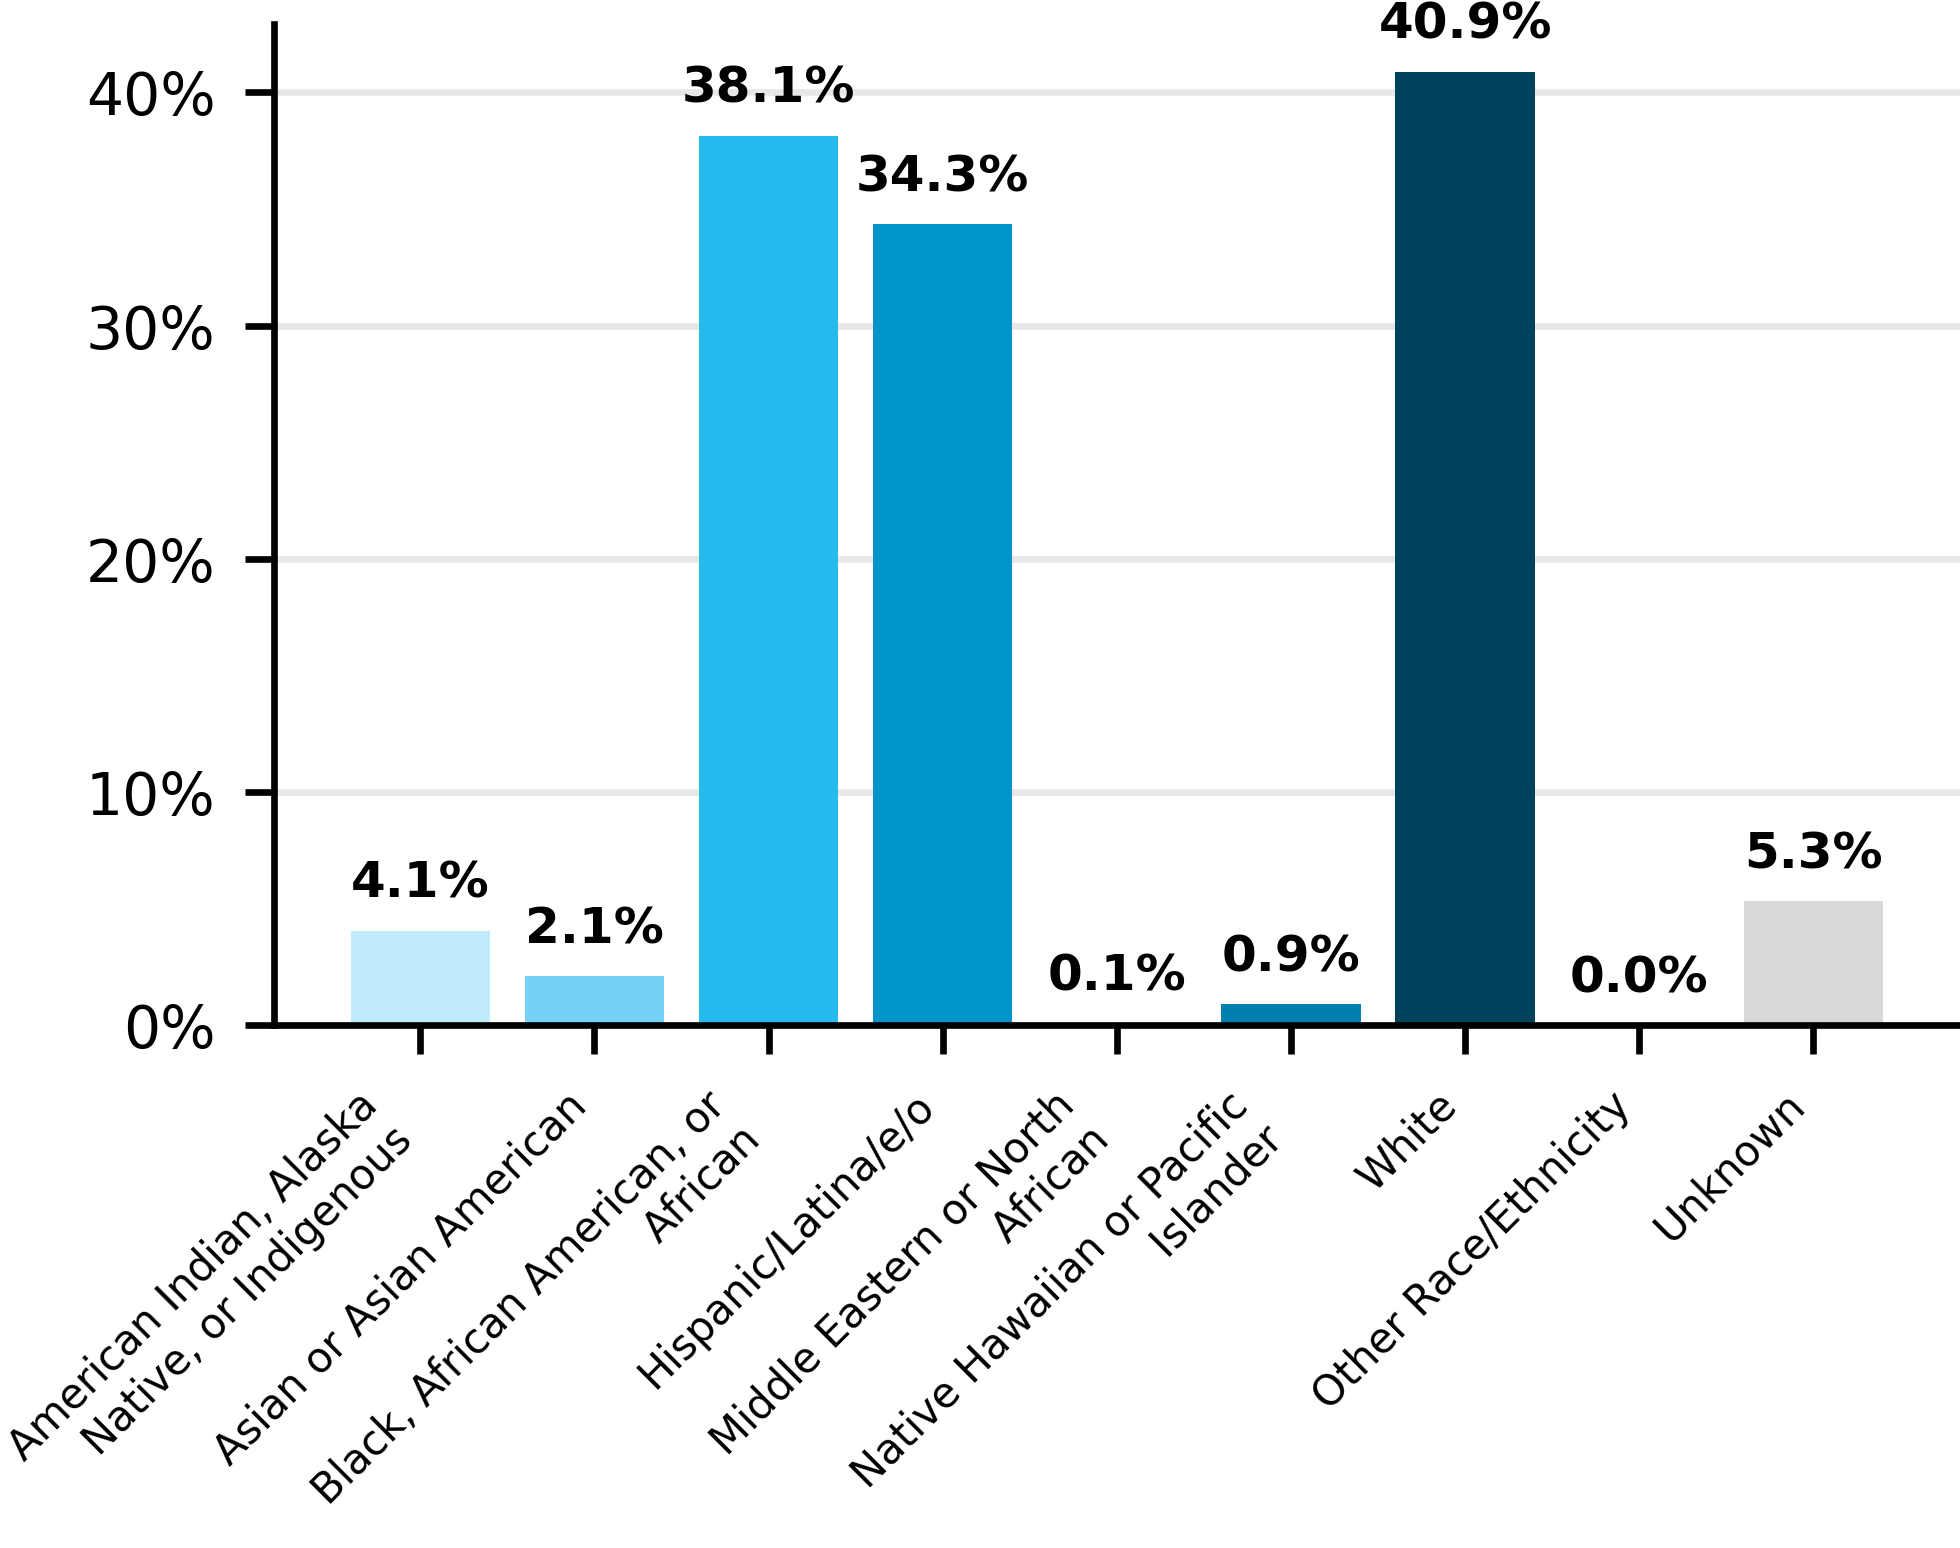 40.9%
40%
38.1%
34.3%
30%
20%
10%
5.3%
4.1%
2.1%
0.9%
0.1%
0.0%
0%
American Indian, Alaska
Native, or Indigenous
Asian or Asian American
Black, African American, or
African
Hispanic/Latina/e/o
Middle Eastern or North
African
Native Hawaiian or Pacific
Islander
White
Other Race/Ethnicity
Unknown